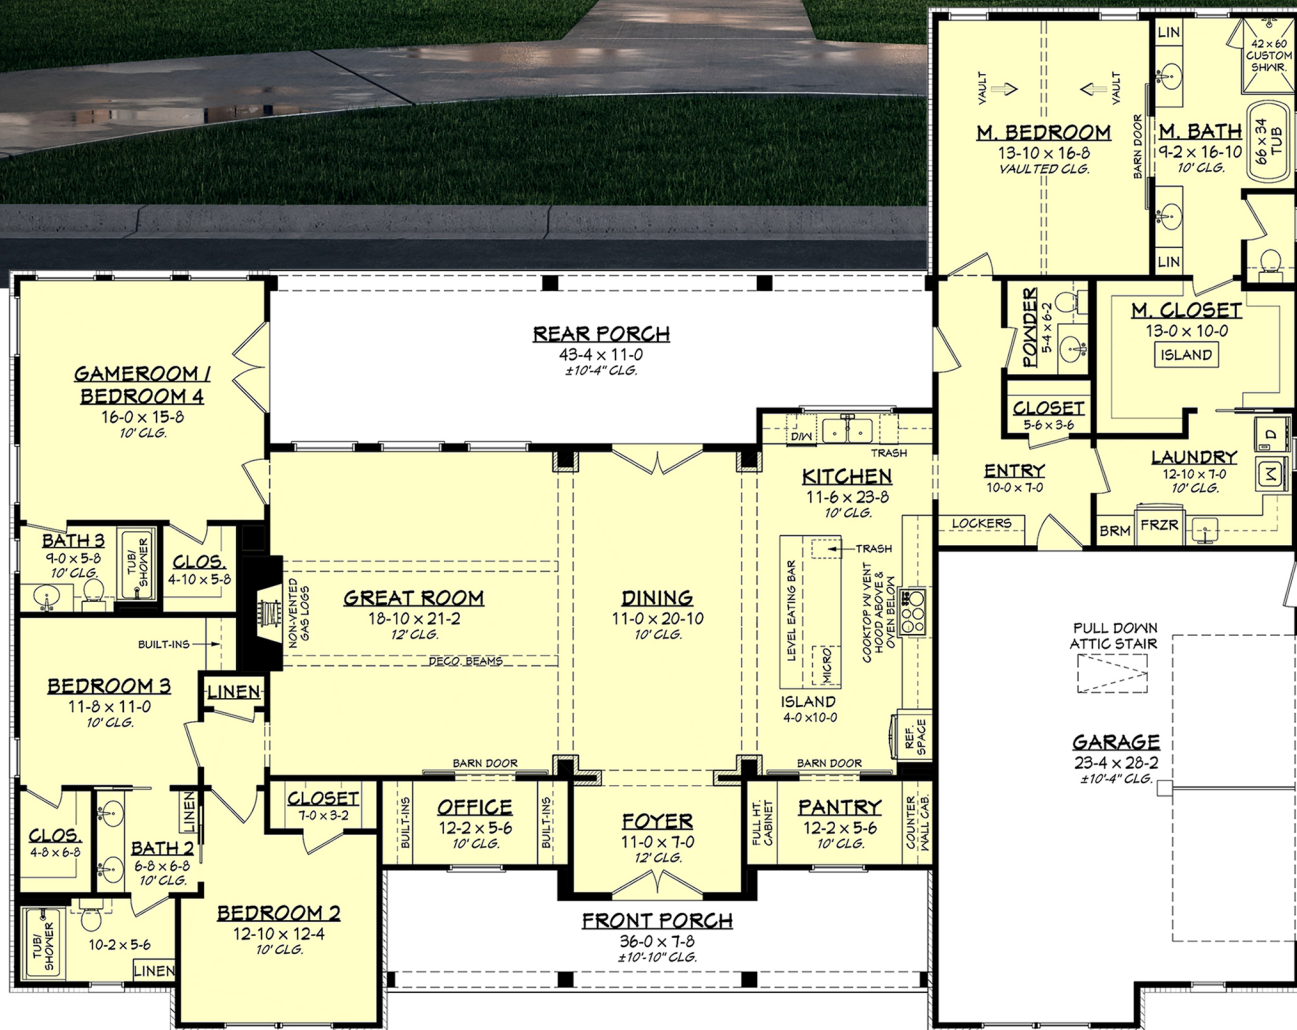 LIN
42 x 60
CUSTOM
SHWR.
VAULT
VAULT
M. BEDROOM
13-10 x 16-8
VAULTED CLG.
BARN DOOR
M. BATH
9-2 x 16-10
10' CLG.
66 x 34
TUB
LIN
REAR PORCH
43-4 x 11-0
±10'-4" CLG.
POWDER
5-4 x 6-2
M. CLOSET
13-0 x 10-0
ISLAND
GAMEROOM /
BEDROOM 4
16-0 x 15-8
10' CLG.
CLOSET
5-6 x 3-6
D/W
TRASH
KITCHEN
11-6 x 23-8
10' CLG.
ENTRY
10-0 x 7-0
LAUNDRY
12-10 x 7-0
10' CLG.
D
M
LOCKERS
BRM
FRZR
BATH 3
9-0 x 5-8
10' CLG.
TUB/
SHOWER
CLOS.
4-10 x 5-8
TRASH
NON-VENTED
GAS LOGS
GREAT ROOM
18-10 x 21-2
12' CLG.
DINING
11-0 x 20-10
10' CLG.
LEVEL EATING BAR
COOKTOP W/ VENT
HOOD ABOVE &
OVEN BELOW
MICRO
PULL DOWN
ATTIC STAIR
BUILT-INS
DECO. BEAMS
BEDROOM 3
11-8 x 11-0
10' CLG.
LINEN
ISLAND
4-0 x10-0
REF.
SPACE
GARAGE
23-4 x 28-2
±10'-4" CLG.
BARN DOOR
BARN DOOR
CLOSET
7-0 x 3-2
BUILT-INS
OFFICE
12-2 x 5-6
10' CLG.
BUILT-INS
FOYER
11-0 x 7-0
12' CLG.
FULL HT.
CABINET
PANTRY
12-2 x 5-6
10' CLG.
COUNTER
WALL CAB.
LINEN
CLOS.
4-8 x 6-8
BATH 2
6-8 x 6-8
10' CLG.
BEDROOM 2
12-10 x 12-4
10' CLG.
FRONT PORCH
36-0 x 7-8
±10'-10" CLG.
TUB/
SHOWER
10-2 x 5-6
LINEN